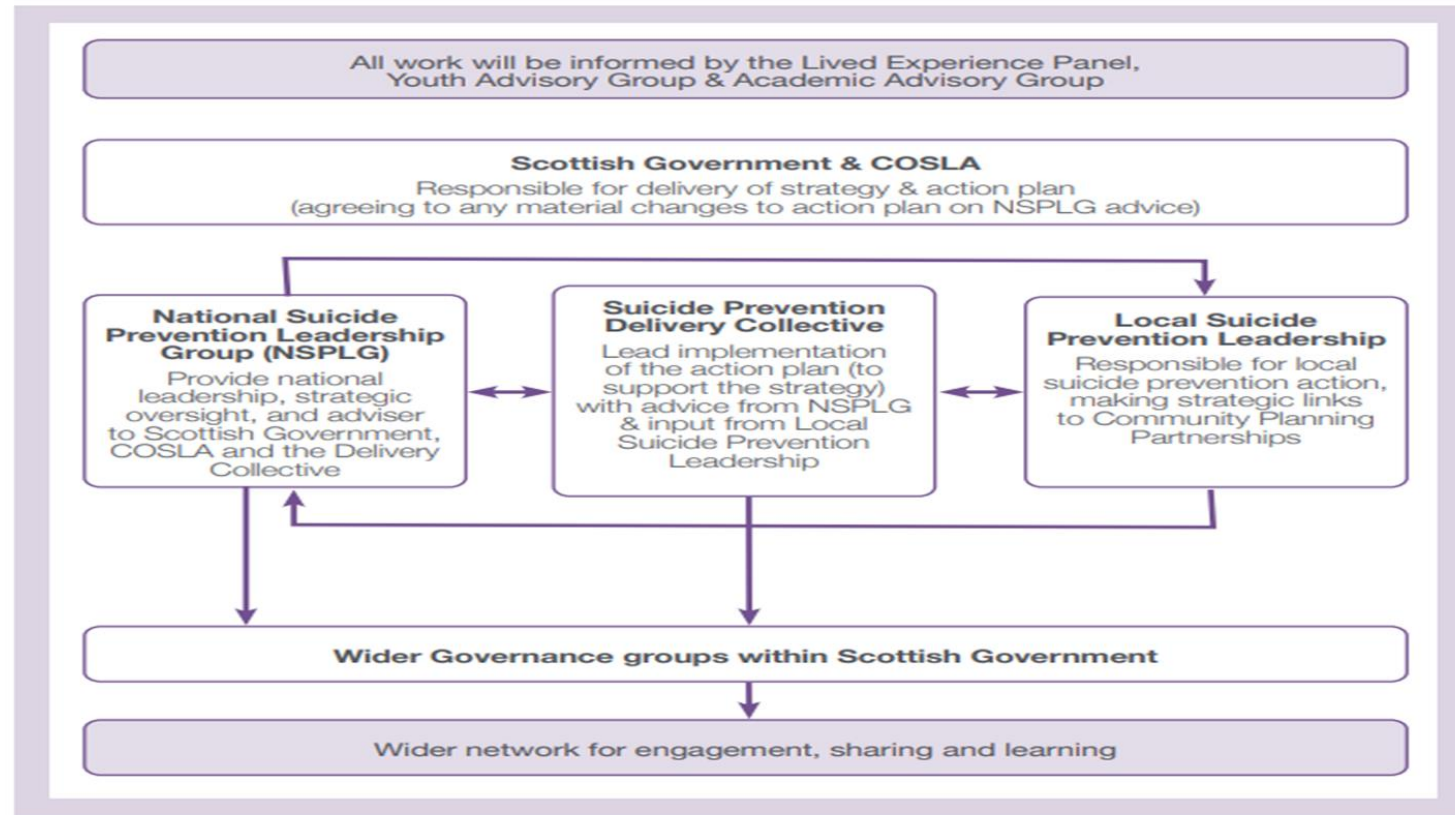 All work will be informed by the Lived Experience Panel,
Youth Advisory Group & Academic Advisory Group
Scottish Government & COSLA
Responsible for delivery of strategy & action plan
(agreeing to any material changes to action plan on NSPLG advice)
National Suicide
Prevention Leadership
Group (NSPLG)
Provide national
leadership, strategic
oversight, and adviser
to Scottish Government,
COSLA and the Delivery
Collective
Suicide Prevention
Delivery Collective
Lead implementation
of the action plan (to
support the strategy)
with advice from NSPLG
& input from Local
Suicide Prevention
Leadership
Local Suicide
Prevention Leadership
Responsible for local
suicide prevention action,
making strategic links
to Community Planning
Partnerships
Wider Governance groups within Scottish Government
Wider network for engagement, sharing and learning